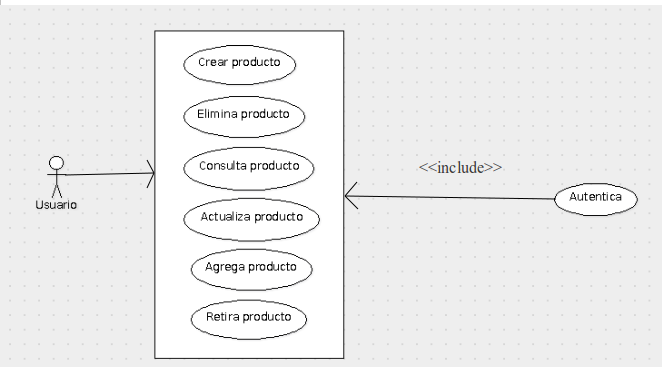 Crear producto
Elimina producto
Consulta producto
<<include>>
Autentica
Usuario
Actualiza producto
Agrega producto
Retira producto